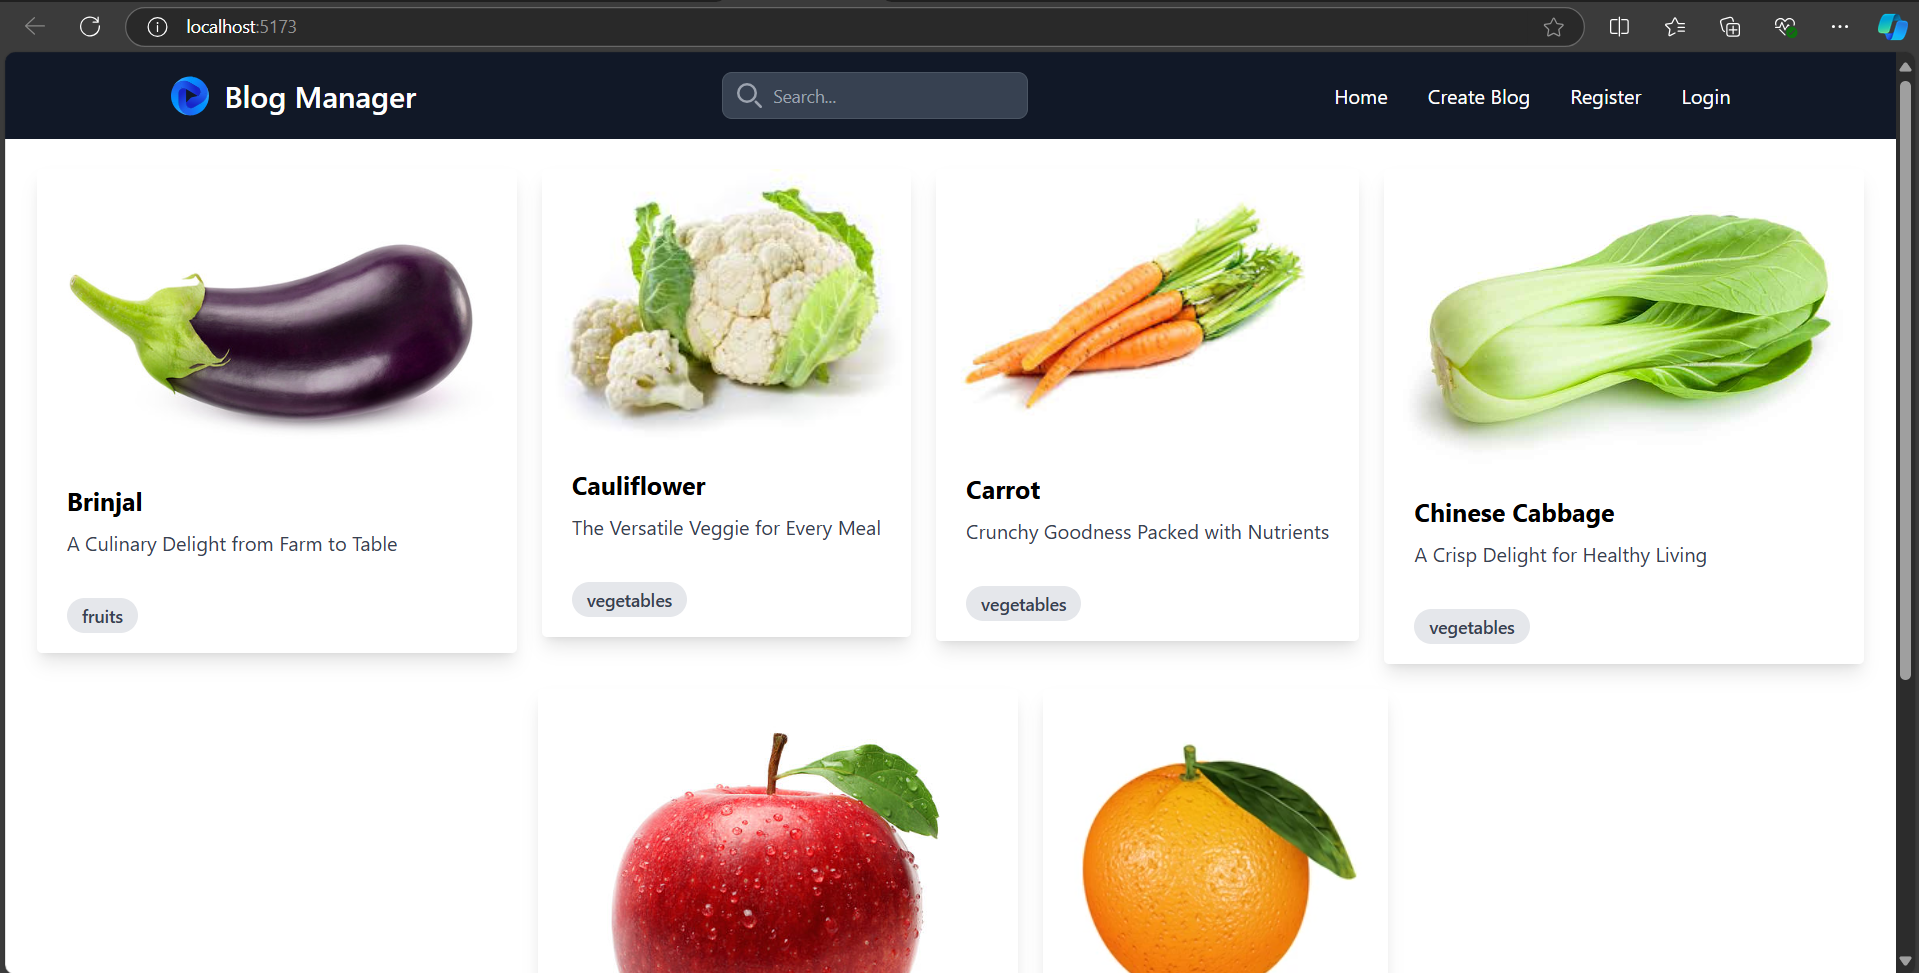 localhost:5173
Blog Manager
Search...
Home
Create Blog
Register
Login
Brinjal
A Culinary Delight from Farm to Table
fruits
Cauliflower
The Versatile Veggie for Every Meal
vegetables
Carrot
Crunchy Goodness Packed with Nutrients
vegetables
Chinese Cabbage
A Crisp Delight for Healthy Living
vegetables